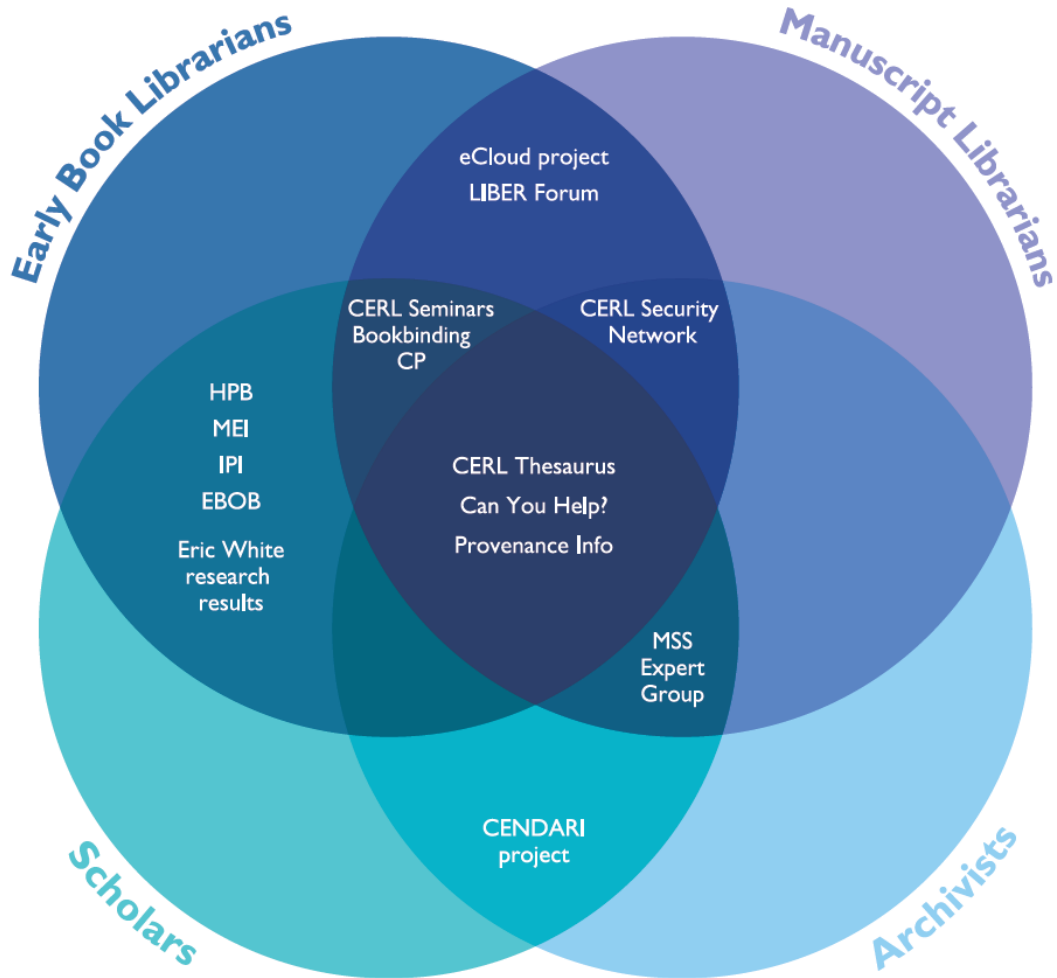 Early Book Librarians
Manuscript Librarians
eCloud project
LIBER Forum
CERL Seminars
Bookbinding
CP
CERL Security
Network
HPB
MEI
IPI
EBOB
Eric White
research
results
CERL Thesaurus
Can You Help?
Provenance Info
MSS
Expert
Group
CENDARI
project
Scholars
Archivists